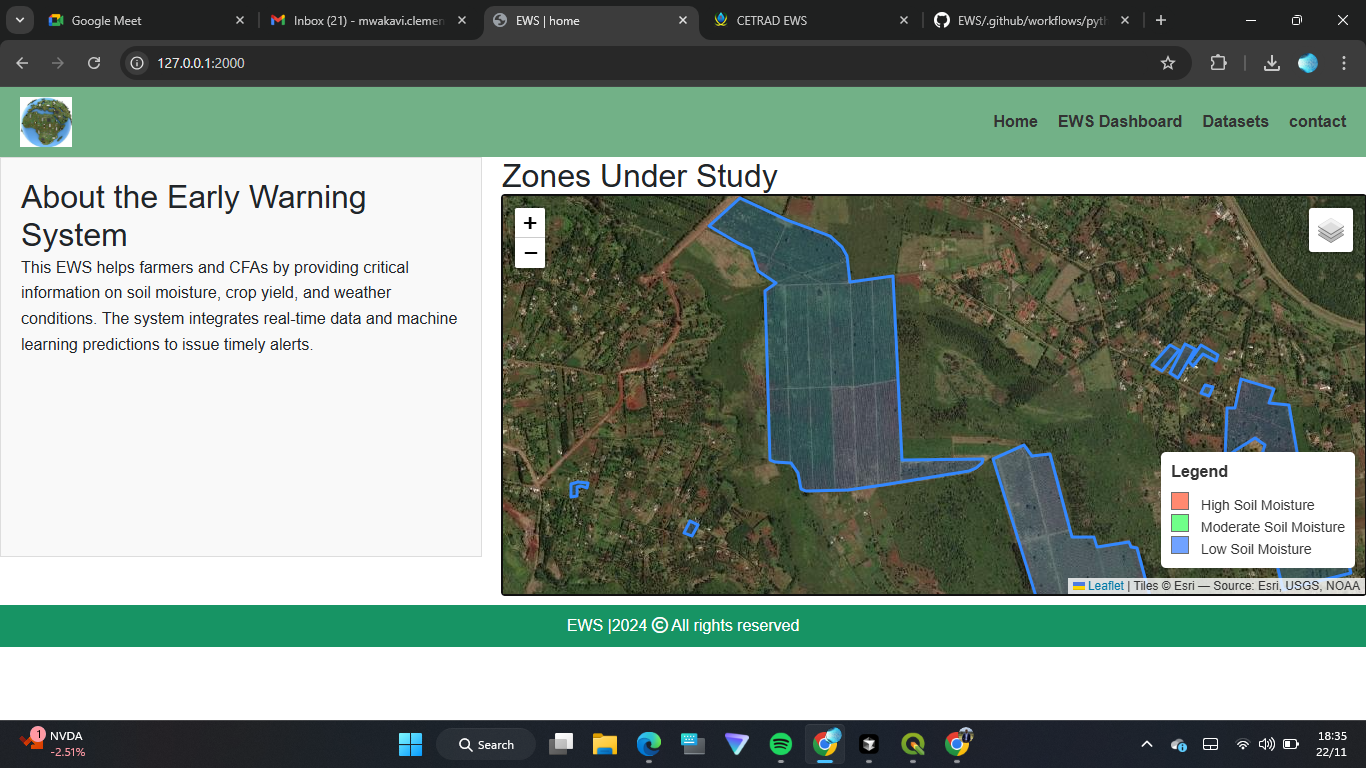 Google Meet
Inbox (21) - mwakavi.clemen
EWS | home
CETRAD EWS
EWS/.github/workflows/pyth
127.0.0.1:2000
Home
EWS Dashboard
Datasets
contact
About the Early Warning
System
This EWS helps farmers and CFAs by providing critical
information on soil moisture, crop yield, and weather
conditions. The system integrates real-time data and machine
learning predictions to issue timely alerts.
Zones Under Study
+
−
Legend
High Soil Moisture
Moderate Soil Moisture
Low Soil Moisture
Leaflet | Tiles © Esri — Source: Esri, USGS, NOAA
EWS |2024 © All rights reserved
1
NVDA
-2.51%
Search
18:35
22/11